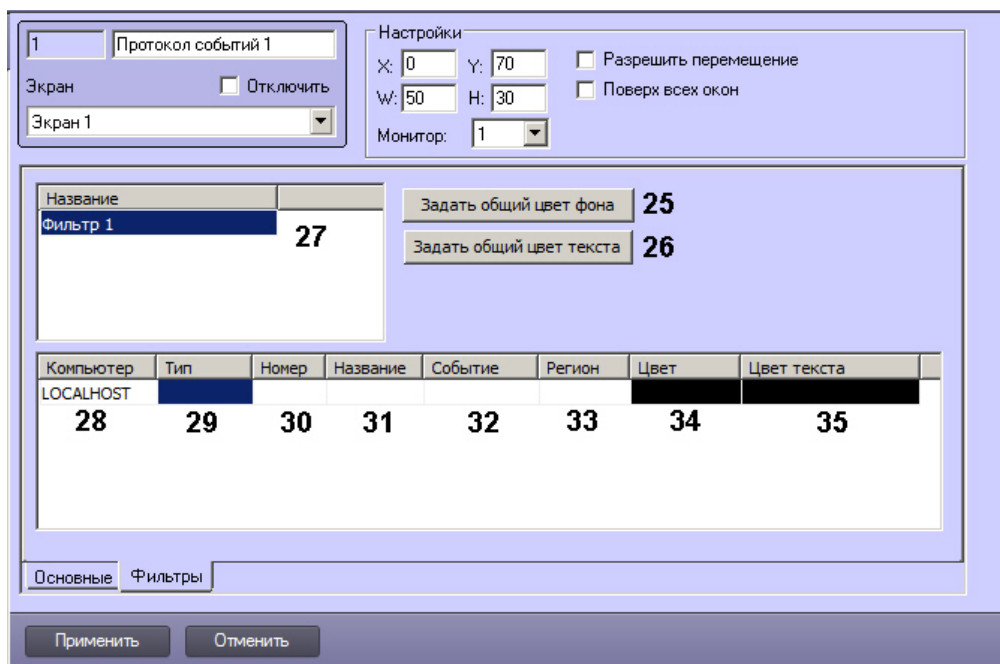 1 Протокол событий 1
Экран Отключить
Экран 1
Настройки
X: 0 Y: 70 Разрешить перемещение
W: 50 H: 30 Поверх всех окон
Монитор: 1
Название
Фильтр 1 27
Задать общий цвет фона 25
Задать общий цвет текста 26
Компьютер Тип Номер Название Событие Регион Цвет Цвет текста
LOCALHOST
28 29 30 31 32 33 34 35
Основные Фильтры
Применить Отменить